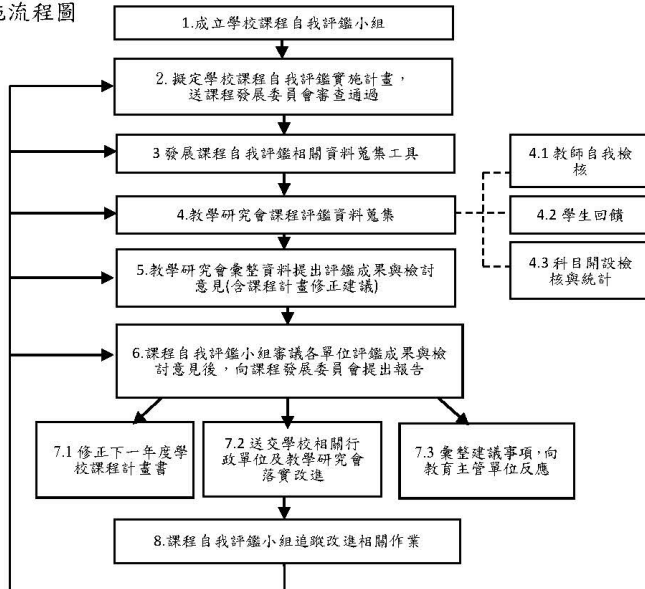 施流程圖
1.成立學校課程自我評鑑小組
2. 擬定學校課程自我評鑑實施計畫，
送課程發展委員會審查通過
3 發展課程自我評鑑相關資料蒐集工具
4.教學研究會課程評鑑資料蒐集
4.1 教師自我檢
核
4.2 學生回饋
4.3 科目開設檢
核與統計
5.教學研究會彙整資料提出評鑑成果與檢討
意見(含課程計畫修正建議)
6.課程自我評鑑小組審議各單位評鑑成果與檢
討意見後，向課程發展委員會提出報告
7.1 修正下一年度學
校課程計畫書
7.2 送交學校相關行
政單位及教學研究會
落實改進
7.3 彙整建議事項，向
教育主管單位反應
8.課程自我評鑑小組追蹤改進相關作業